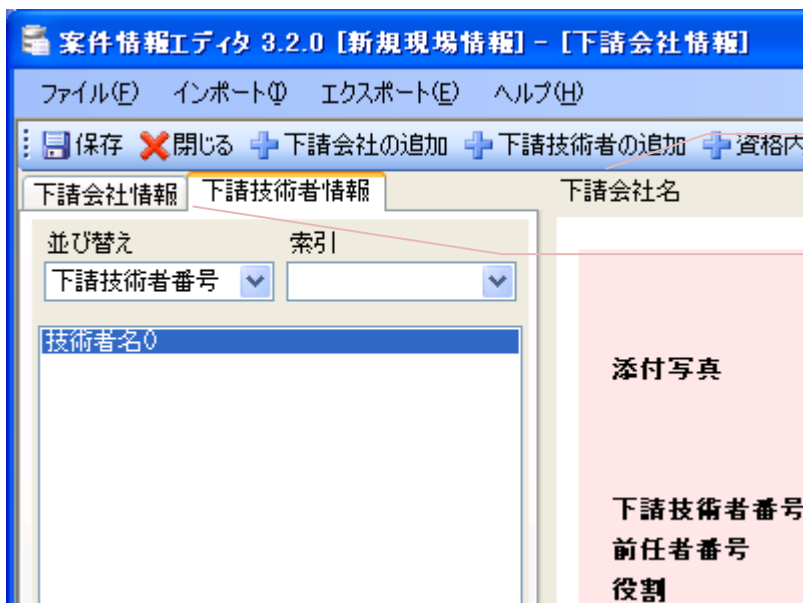 案件情報エディタ 3.2.0 [新規現場情報] - [下請会社情報]
ファイル(F) インポート(I) エクスポート(E) ヘルプ(H)
保存 閉じる 下請会社の追加 下請技術者の追加 資格内
下請会社情報 下請技術者情報 下請会社名
並び替え 索引
下請技術者番号
技術者名0
添付写真
下請技術者番号
前任者番号
役割